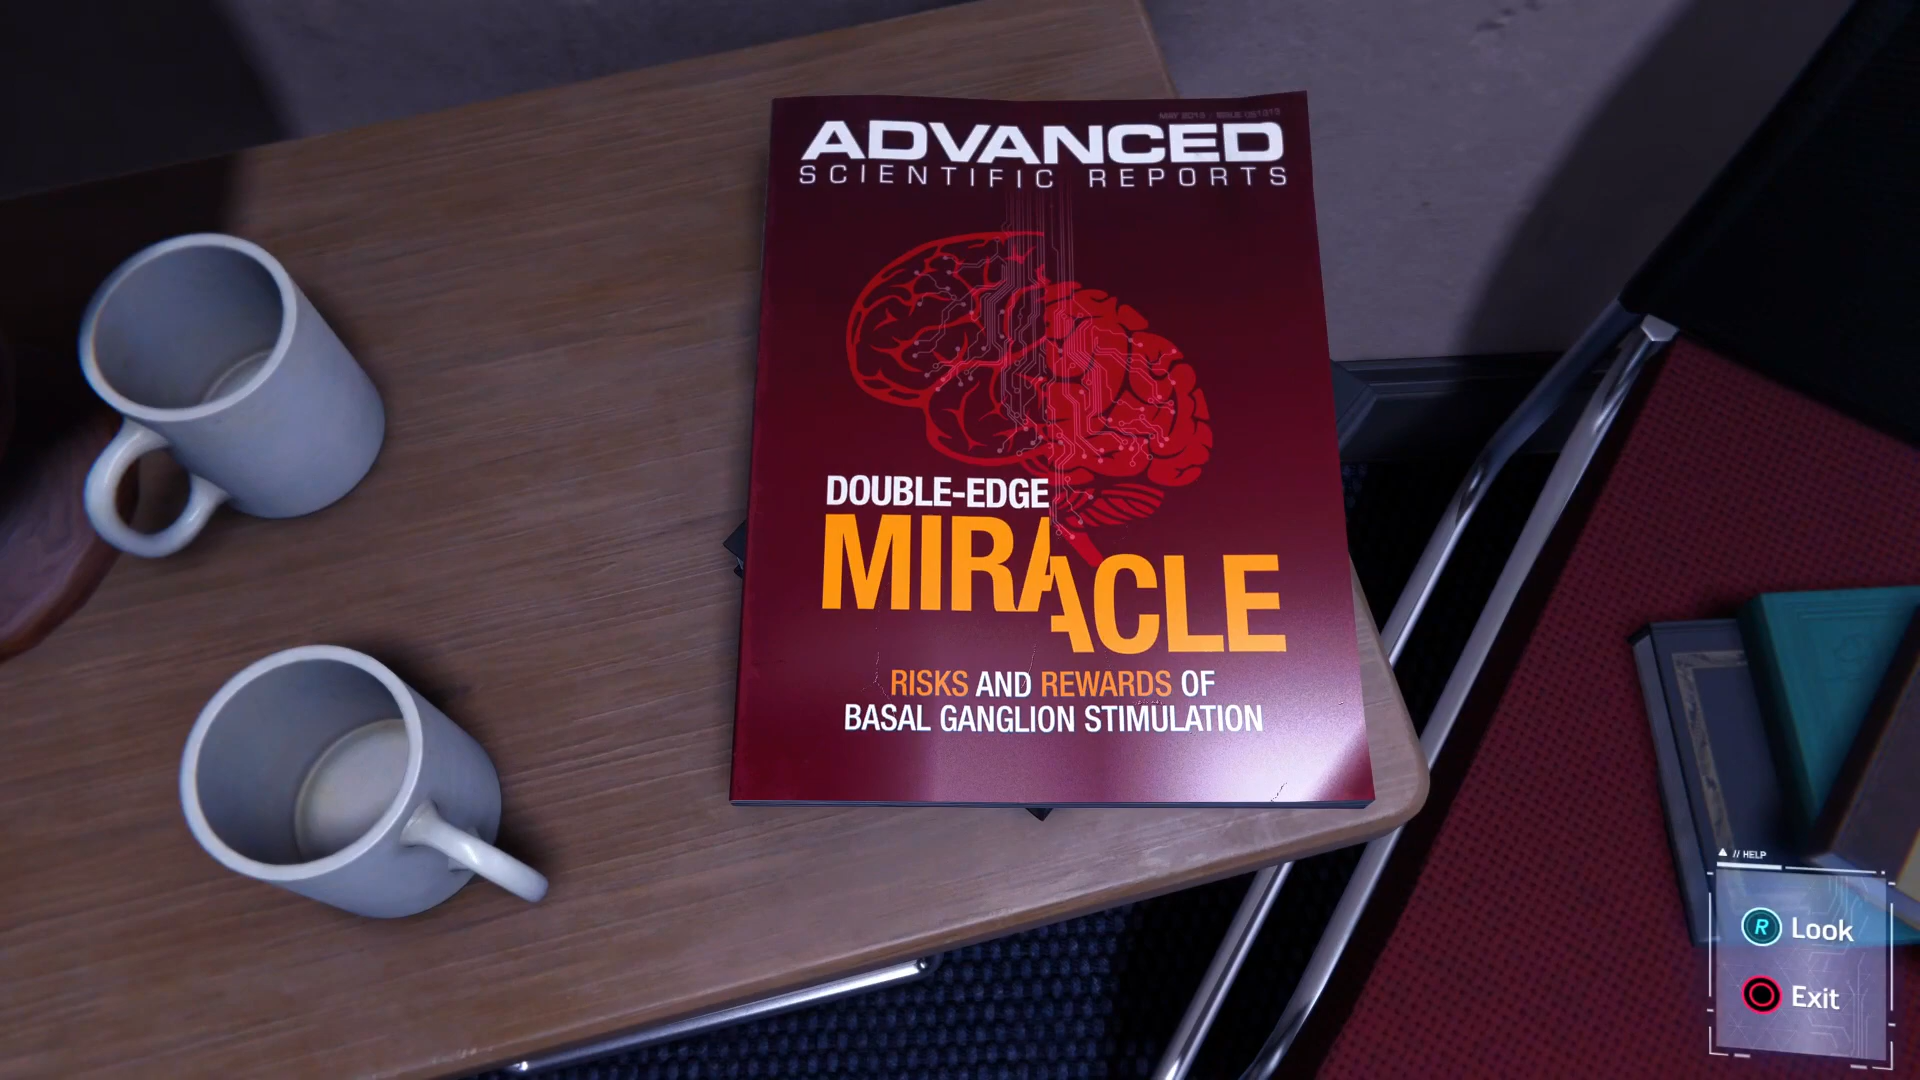 ADVANCED
SCIENTIFIC REPORTS
DOUBLE-EDGE
MIRACLE
RISKS AND REWARDS OF
BASAL GANGLION STIMULATION
// HELP
R Look
Exit